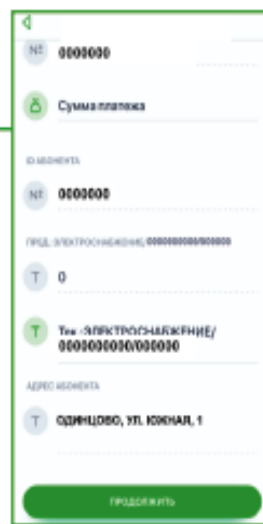 № 0000000
Сумма платежа
ID АБОНЕНТА
№ 0000000
ПРЕД. ЭЛЕКТРОСНАБЖЕНИЕ/0000000000/000000
T 0
T Тек -ЭЛЕКТРОСНАБЖЕНИЕ/
0000000000/000000
АДРЕС АБОНЕНТА
T ОДИНЦОВО, УЛ. ЮЖНАЯ, 1
ПРОДОЛЖИТЬ